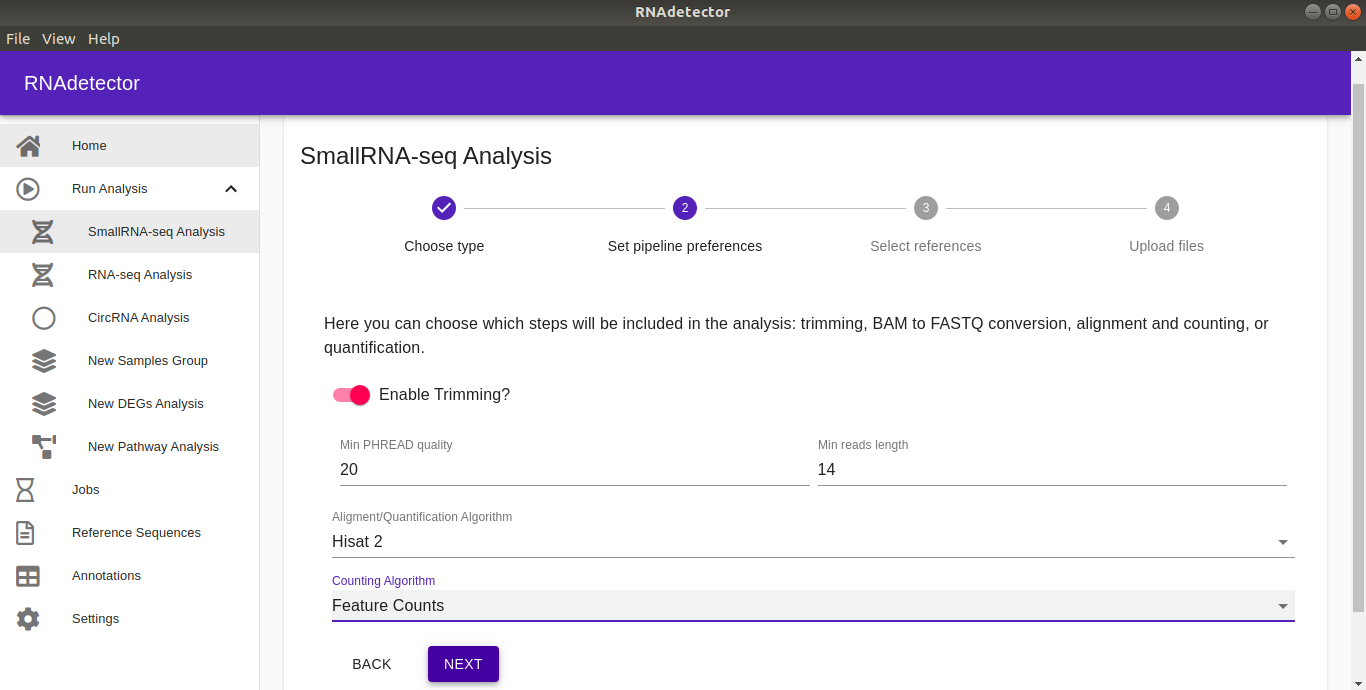 RNAdetector
File View Help
RNAdetector
Home
Run Analysis
SmallRNA-seq Analysis
RNA-seq Analysis
CircRNA Analysis
New Samples Group
New DEGs Analysis
New Pathway Analysis
Jobs
Reference Sequences
Annotations
Settings
SmallRNA-seq Analysis
2 3 4
Choose type Set pipeline preferences Select references Upload files
Here you can choose which steps will be included in the analysis: trimming, BAM to FASTQ conversion, alignment and counting, or
quantification.
Enable Trimming?
Min PHREAD quality Min reads length
20 14
Aligment/Quantification Algorithm
Hisat 2
Counting Algorithm
Feature Counts
BACK NEXT